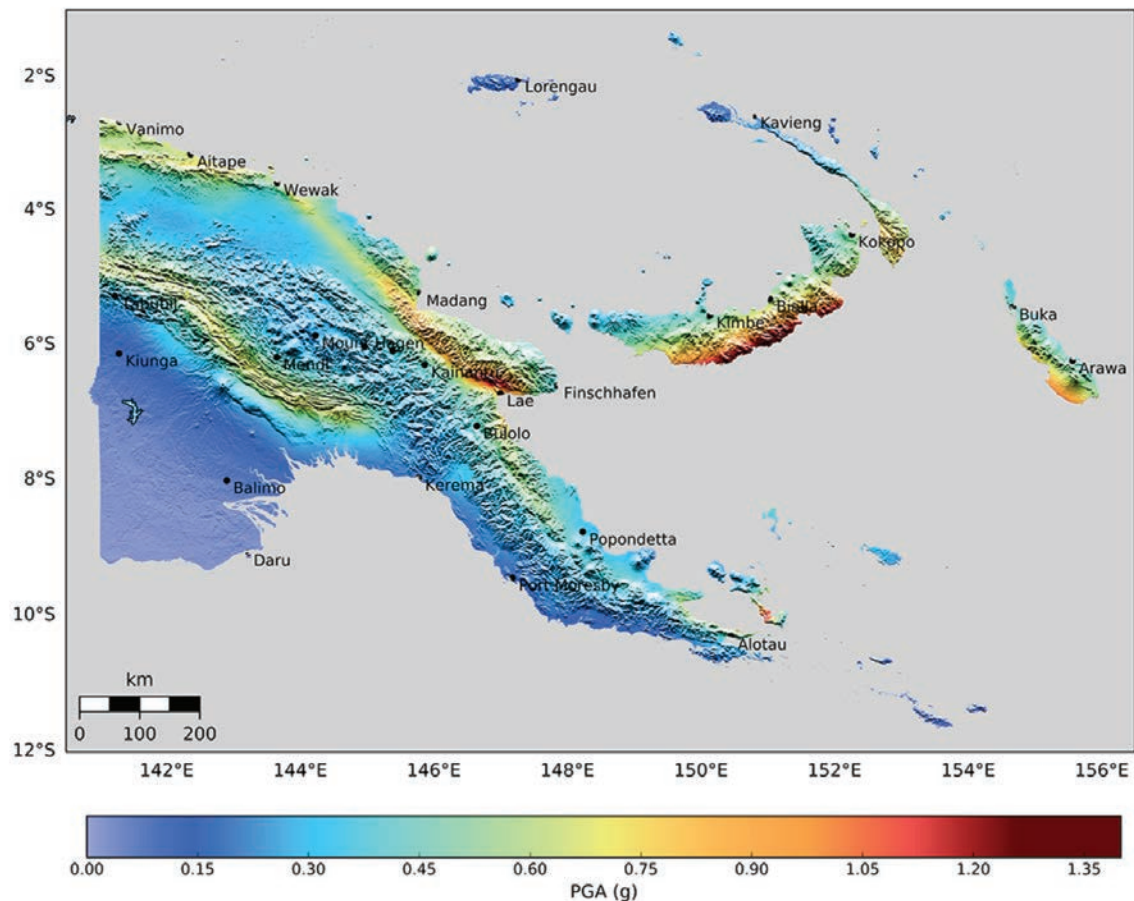 2°S
Lorengau
Kavieng
Vanimo
Aitape
Wewak
4°S
Kokopo
Madang
Tabubil
Bialla
Buka
Kimbe
6°S
Mount Hagen
Kiunga
Mendi
Kainantu
Arawa
Finschhafen
Lae
Bulolo
8°S
Balimo
Kerema
Popondetta
Daru
Port Moresby
10°S
Alotau
km
0 100 200
12°S
142°E 144°E 146°E 148°E 150°E 152°E 154°E 156°E
0.00 0.15 0.30 0.45 0.60 0.75 0.90 1.05 1.20 1.35
PGA (g)